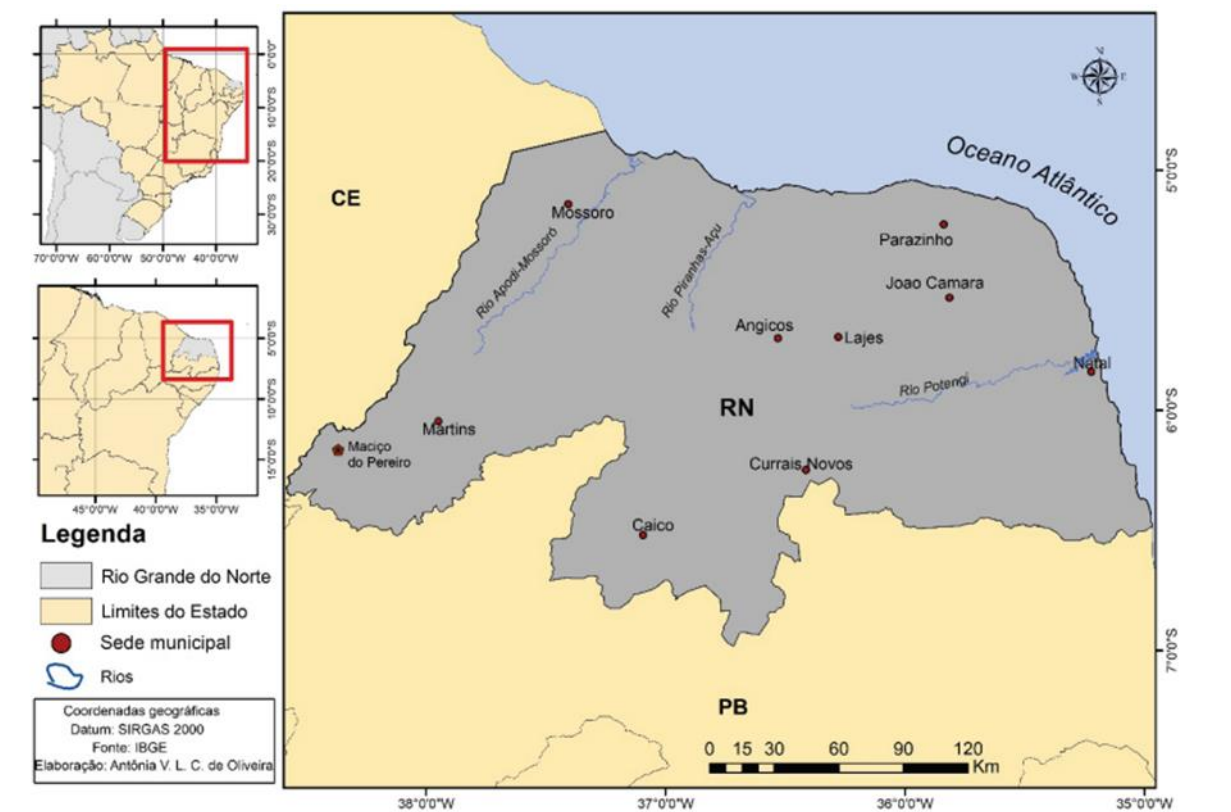 0°0'0"
10°0'0"S
20°0'0"S
30°0'0"S
70°0'0"W 60°0'0"W 50°0'0"W 40°0'0"W
5°0'0"S
10°0'0"S
15°0'0"S
45°0'0"W 40°0'0"W 35°0'0"W
Legenda
Rio Grande do Norte
Limites do Estado
Sede municipal
Rios
Coordenadas geográficas
Datum: SIRGAS 2000
Fonte: IBGE
Elaboração: Antônia V. L. C. de Oliveira
N
W E
S
Oceano Atlântico
CE
Mossoro
Rio Apodi-Mossoró
Rio Piranhas-Açu
Parazinho
Joao Camara
Angicos
Lajes
Natal
Rio Potengi
RN
Martins
Maciço
do Pereiro
Currais Novos
Caico
PB
0 15 30 60 90 120
Km
5°0'0"S
6°0'0"S
7°0'0"S
38°0'0"W 37°0'0"W 36°0'0"W 35°0'0"W